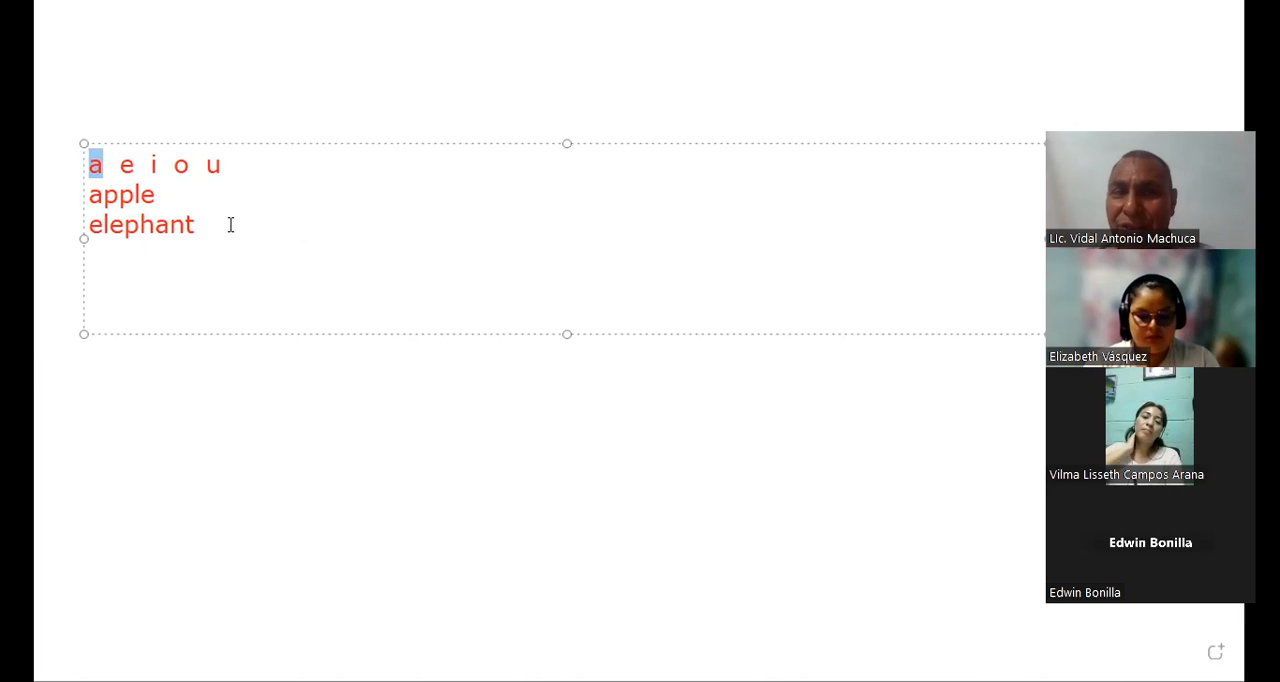 a e i o u
apple
elephant
LIc. Vidal Antonio Machuca
Elizabeth Vásquez
Vilma Lisseth Campos Arana
Edwin Bonilla
Edwin Bonilla